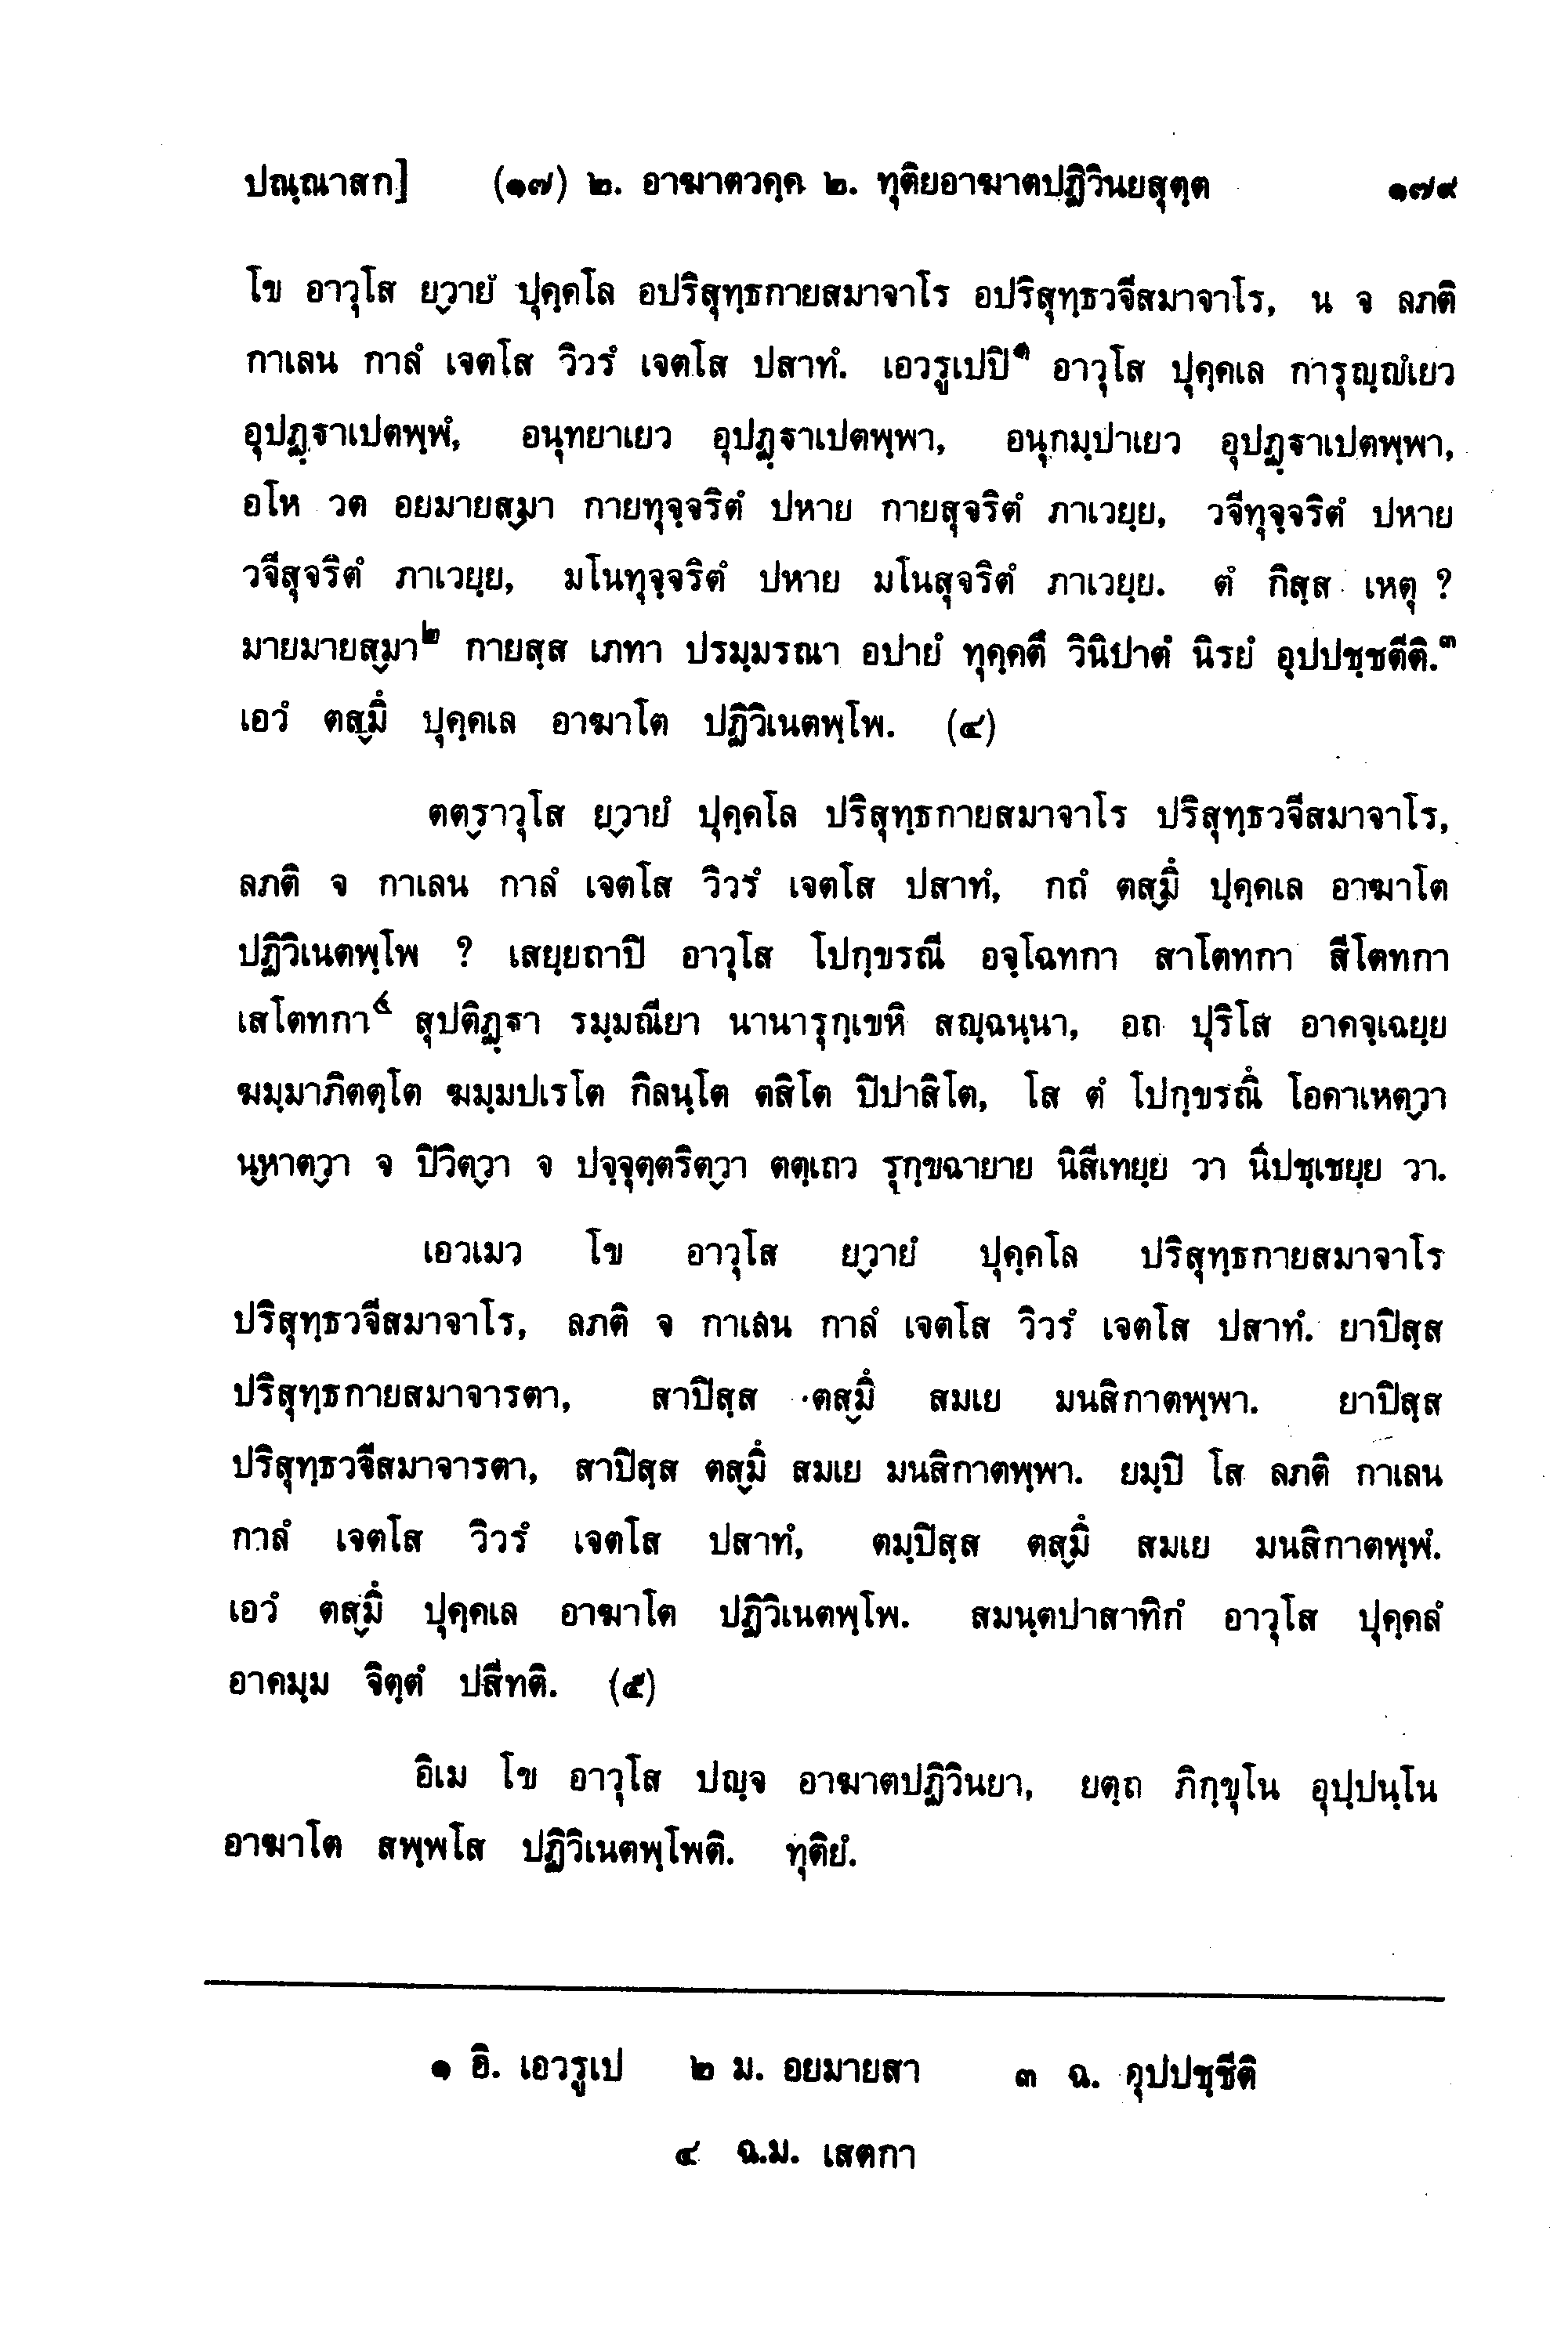 ปณฺณาสก] (๑๗) ๒. อาฆาตวคฺค ๒. ทุติยอาฆาตปฏิวินยสุตฺต ๑๗๙
โข อาวุโส ยฺวายํ ปุคฺคโล อปริสุทฺธกายสมาจาโร อปริสุทฺธวจีสมาจาโร, น จ ลภติ
กาเลน กาลํ เจตโส วิวรํ เจตโส ปสาทํ. เอวรูเปปิ๑ อาวุโส ปุคฺคเล การุญฺญํเยว
อุปฏฺฐาเปตพฺพํ, อนุทยาเยว อุปฏฺฐาเปตพฺพา, อนุกมฺปาเยว อุปฏฺฐาเปตพฺพา,
อโห วต อยมายสฺมา กายทุจฺจริตํ ปหาย กายสุจริตํ ภาเวยฺย, วจีทุจฺจริตํ ปหาย
วจีสุจริตํ ภาเวยฺย, มโนทุจฺจริตํ ปหาย มโนสุจริตํ ภาเวยฺย. ตํ กิสฺส เหตุ ?
มายมายสฺมา๒ กายสฺส เภทา ปรมฺมรณา อปายํ ทุคฺคตึ วินิปาตํ นิรยํ อุปปชฺชตีติ.๓
เอวํ ตสฺมึ ปุคฺคเล อาฆาโต ปฏิวิเนตพฺโพ. (๔)
ตตฺราวุโส ยฺวายํ ปุคฺคโล ปริสุทฺธกายสมาจาโร ปริสุทฺธวจีสมาจาโร,
ลภติ จ กาเลน กาลํ เจตโส วิวรํ เจตโส ปสาทํ, กถํ ตสฺมึ ปุคฺคเล อาฆาโต
ปฏิวิเนตพฺโพ ? เสยฺยถาปิ อาวุโส โปกฺขรณี อจฺโฉทกา สาโตทกา สีโตทกา
เสโตทกา๔ สุปติฏฺฐา รมฺมณียา นานารุกฺเขหิ สญฺฉนฺนา, อถ ปุริโส อาคจฺเฉยฺย
ฆมฺมาภิตตฺโต ฆมฺมปเรโต กิลนฺโต ตสิโต ปิปาสิโต, โส ตํ โปกฺขรณึ โอคาเหตฺวา
นฺหาตฺวา จ ปิวิตฺวา จ ปจฺจุตฺตริตฺวา ตตฺเถว รุกฺขฉายาย นิสีเทยฺย วา นิปชฺเชยฺย วา.
เอวเมว โข อาวุโส ยฺวายํ ปุคฺคโล ปริสุทฺธกายสมาจาโร
ปริสุทฺธวจีสมาจาโร, ลภติ จ กาเลน กาลํ เจตโส วิวรํ เจตโส ปสาทํ. ยาปิสฺส
ปริสุทฺธกายสมาจารตา, สาปิสฺส ตสฺมึ สมเย มนสิกาตพฺพา. ยาปิสฺส
ปริสุทฺธวจีสมาจารตา, สาปิสฺส ตสฺมึ สมเย มนสิกาตพฺพา. ยมฺปิ โส ลภติ กาเลน
กาลํ เจตโส วิวรํ เจตโส ปสาทํ, ตมฺปิสฺส ตสฺมึ สมเย มนสิกาตพฺพํ.
เอวํ ตสฺมึ ปุคฺคเล อาฆาโต ปฏิวิเนตพฺโพ. สมนฺตปาสาทิกํ อาวุโส ปุคฺคลํ
อาคมฺม จิตฺตํ ปสีทติ. (๕)
อิเม โข อาวุโส ปญฺจ อาฆาตปฏิวินยา, ยตฺถ ภิกฺขุโน อุปฺปนฺโน
อาฆาโต สพฺพโส ปฏิวิเนตพฺโพติ. ทุติยํ.
๑ อิ. เอวรูเป ๒ ม. อยมายสา ๓ ฉ. อุปปชฺชีติ
๔ ฉ.ม. เสตกา